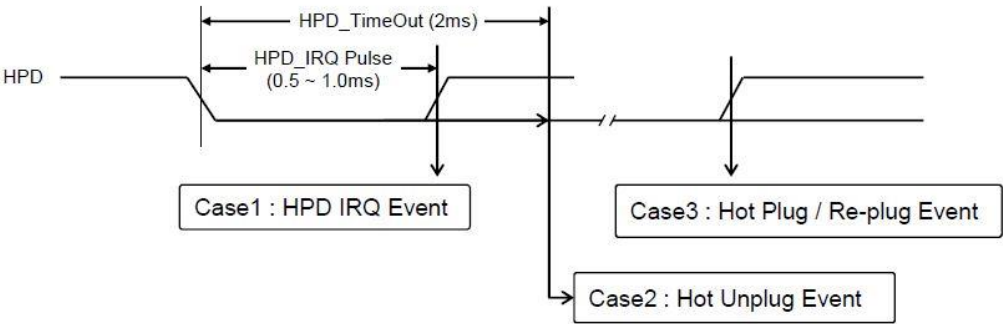 HPD_TimeOut (2ms)
HPD_IRQ Pulse
(0.5 ~ 1.0ms)
HPD
Case1 : HPD IRQ Event
Case3 : Hot Plug / Re-plug Event
Case2 : Hot Unplug Event